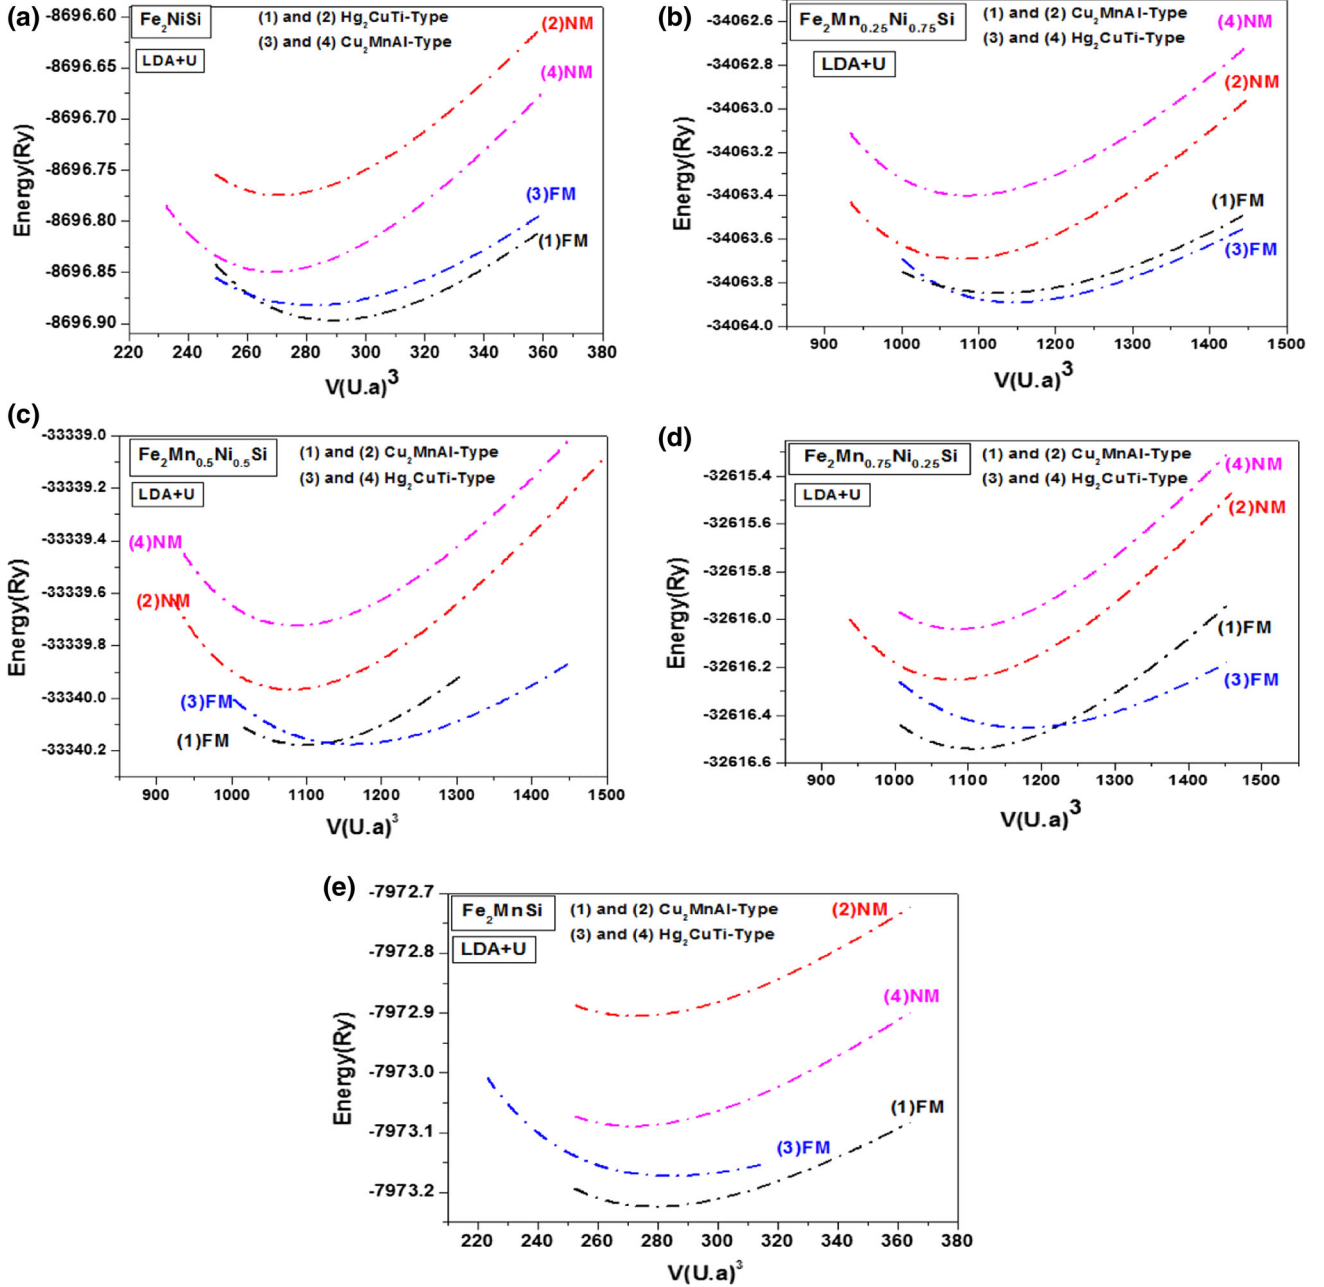 (a)
Fe2NiSi
(1) and (2) Hg2CuTi-Type
(3) and (4) Cu2MnAl-Type
LDA+U
(2)NM
(4)NM
(3)FM
(1)FM
Energy(Ry)
-8696.60
-8696.65
-8696.70
-8696.75
-8696.80
-8696.85
-8696.90
220 240 260 280 300 320 340 360 380
V(U.a)3
(b)
Fe2Mn0.25Ni0.75Si
(1) and (2) Cu2MnAl-Type
(3) and (4) Hg2CuTi-Type
LDA+U
(4)NM
(2)NM
(1)FM
(3)FM
Energy(Ry)
-34062.6
-34062.8
-34063.0
-34063.2
-34063.4
-34063.6
-34063.8
-34064.0
900 1000 1100 1200 1300 1400 1500
V(U.a)3
(c)
Fe2Mn0.5Ni0.5Si
(1) and (2) Cu2MnAl-Type
(3) and (4) Hg2CuTi-Type
LDA+U
(4)NM
(2)NM
(3)FM
(1)FM
Energy(Ry)
-33339.0
-33339.2
-33339.4
-33339.6
-33339.8
-33340.0
-33340.2
900 1000 1100 1200 1300 1400 1500
V(U.a)3
(d)
Fe2Mn0.75Ni0.25Si
(1) and (2) Cu2MnAl-Type
(3) and (4) Hg2CuTi-Type
LDA+U
(4)NM
(2)NM
(1)FM
(3)FM
Energy(Ry)
-32615.4
-32615.6
-32615.8
-32616.0
-32616.2
-32616.4
-32616.6
900 1000 1100 1200 1300 1400 1500
V(U.a)3
(e)
Fe2MnSi
(1) and (2) Cu2MnAl-Type
(3) and (4) Hg2CuTi-Type
LDA+U
(2)NM
(4)NM
(1)FM
(3)FM
Energy(Ry)
-7972.7
-7972.8
-7972.9
-7973.0
-7973.1
-7973.2
220 240 260 280 300 320 340 360 380
V(U.a)3